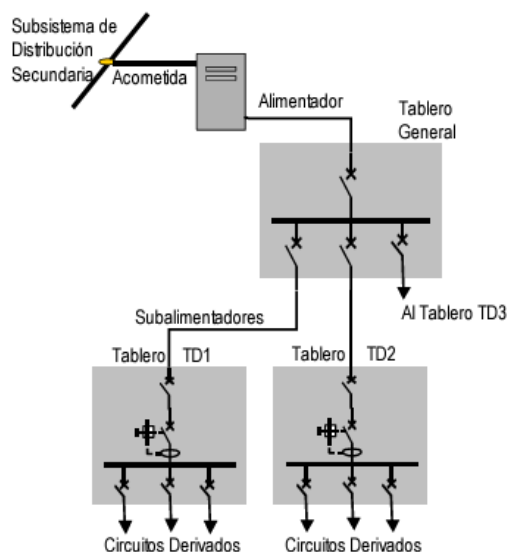 Subsistema de
Distribución
Secundaria
Acometida
Alimentador
Tablero
General
Al Tablero TD3
Subalimentadores
Tablero TD1
Tablero TD2
Circuitos Derivados
Circuitos Derivados